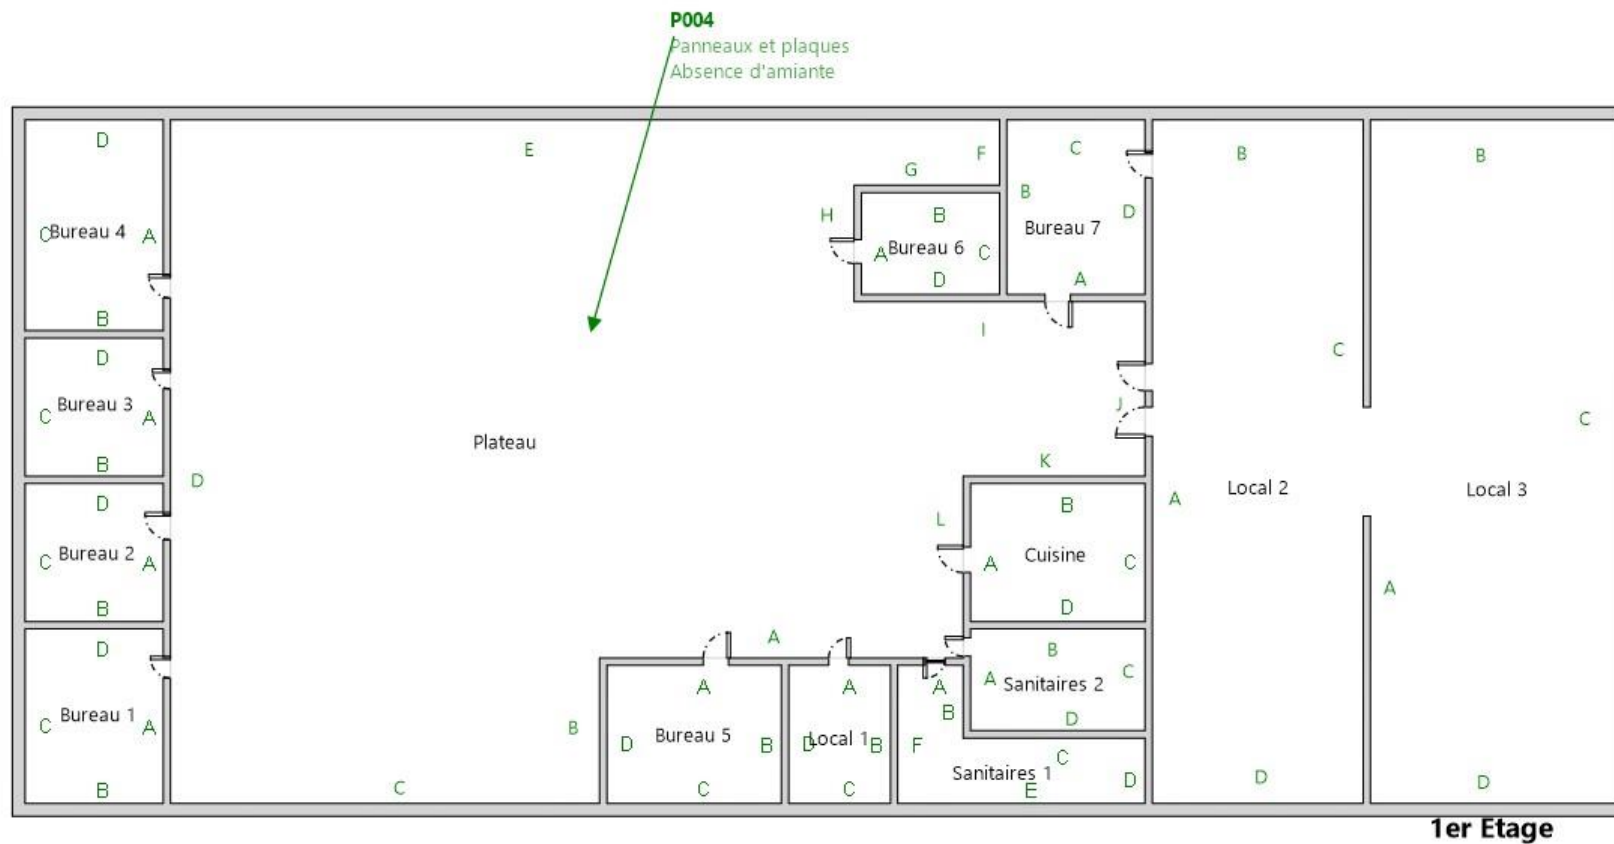 P004
Panneaux et plaques
Absence d'amiante
D
E
F
C
B
B
G
B
H
B
D
C Bureau 4 A
Bureau 7
A Bureau 6 C
D
A
B
I
D
C
C Bureau 3 A
J
C
B
Plateau
K
D
Local 2
Local 3
A
D
B
L
C Bureau 2 A
Cuisine
A
C
A
B
D
D
A
B
C
A Sanitaires 2
A
A
A
B
D
C Bureau 1 A
B
D Bureau 5 B
D Local 1 B
F
C
Sanitaires 1
D
D
D
B
C
C
C
E
1er Etage